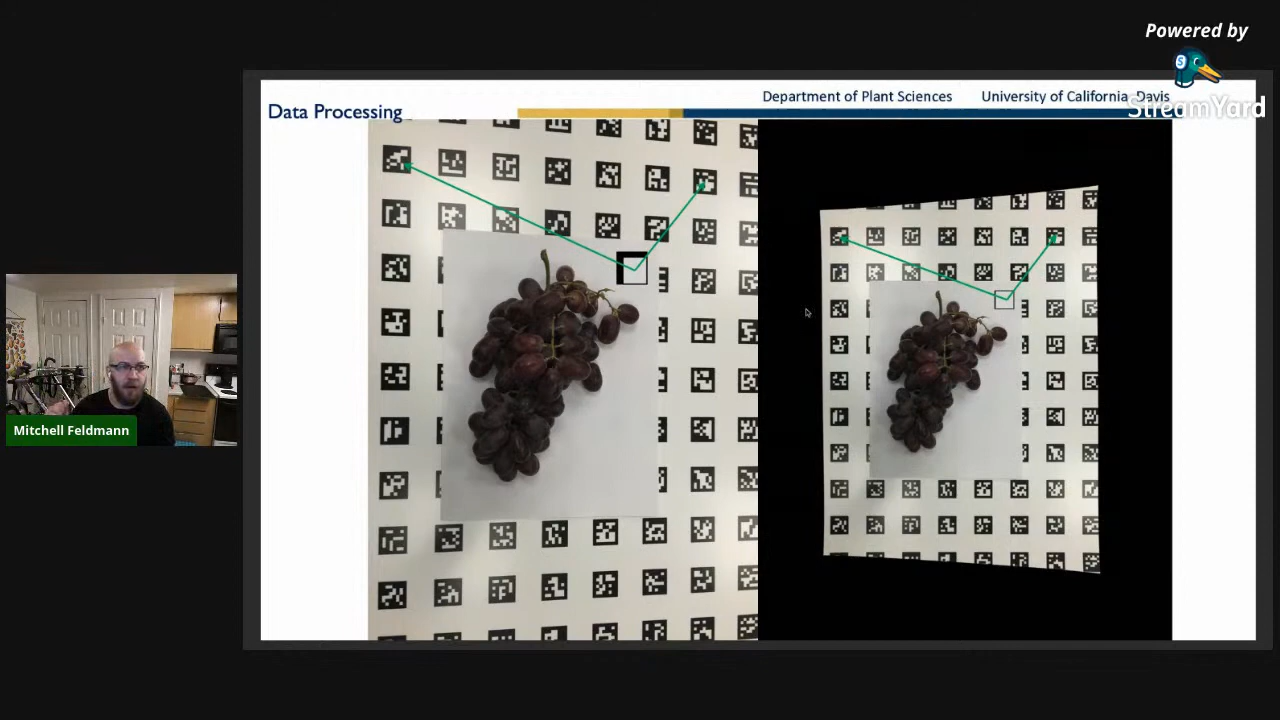 Powered by
StreamYard
Department of Plant Sciences University of California, Davis
Data Processing
Mitchell Feldmann